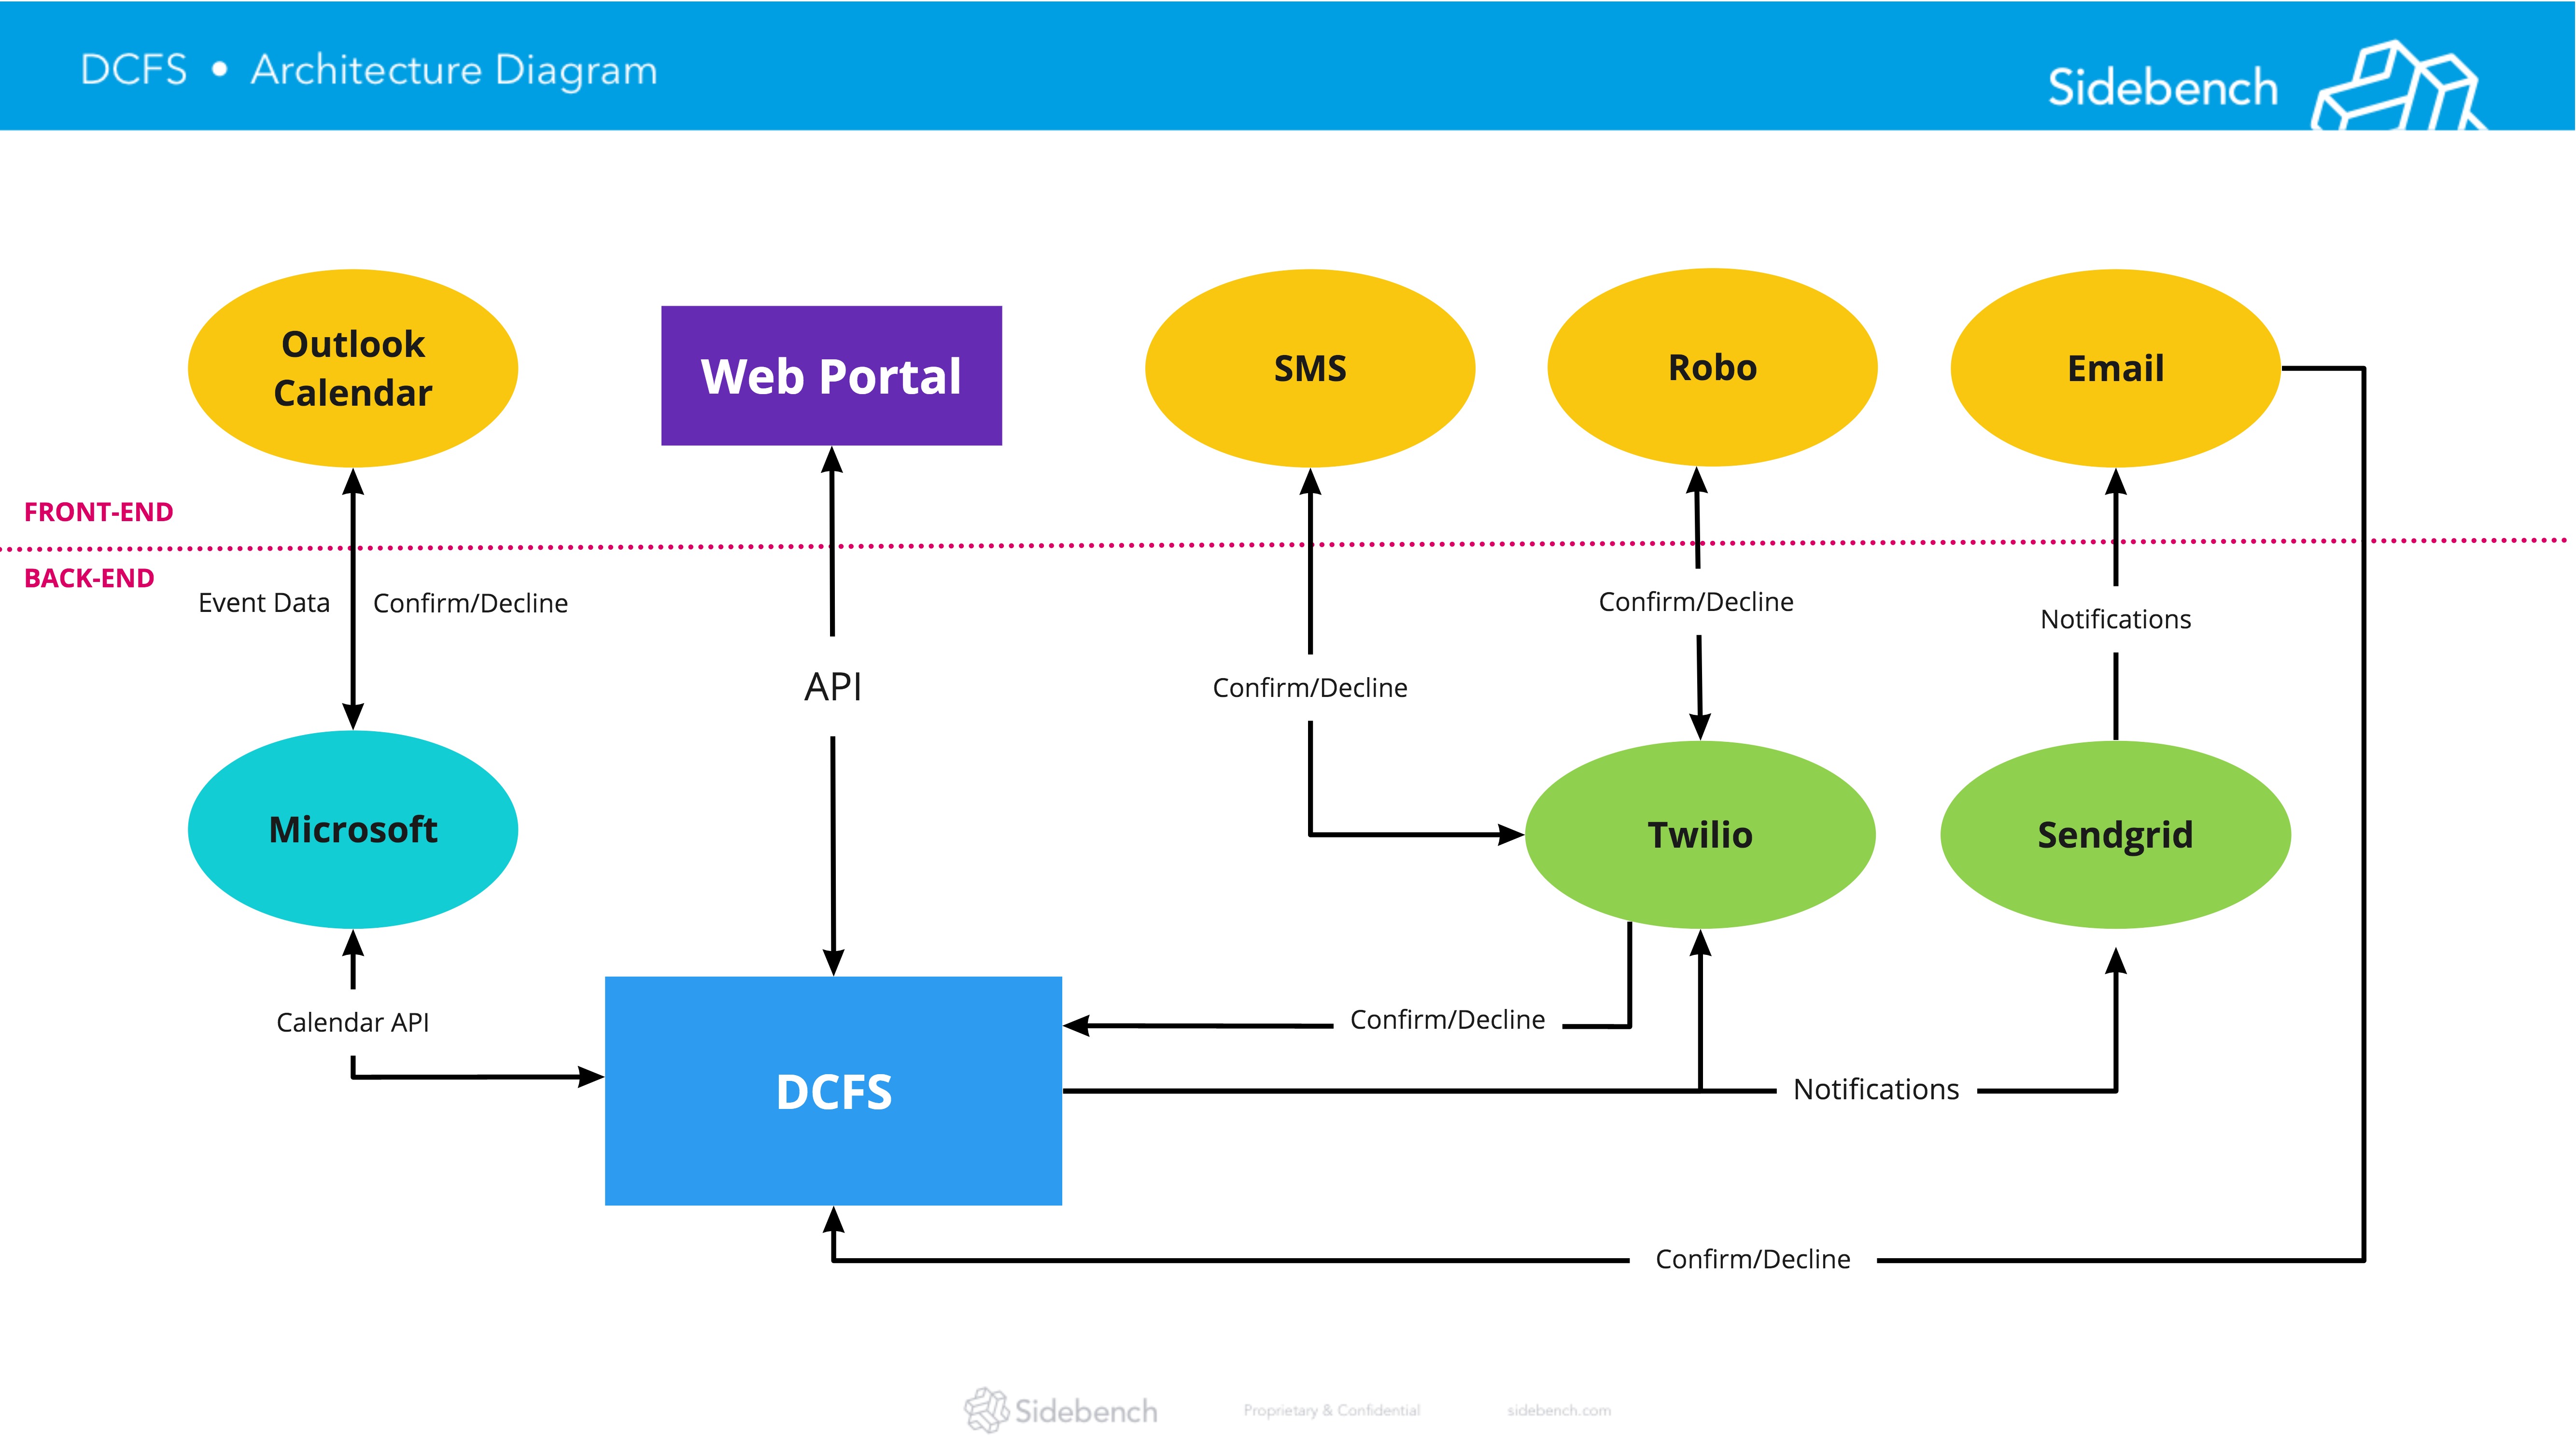 DCFS • Architecture Diagram
Sidebench
Outlook
Calendar
Web Portal
SMS
Robo
Email
FRONT-END
BACK-END
Event Data
Confirm/Decline
Confirm/Decline
Notifications
API
Confirm/Decline
Microsoft
Twilio
Sendgrid
Calendar API
Confirm/Decline
DCFS
Notifications
Confirm/Decline
Sidebench
Proprietary & Confidential
sidebench.com